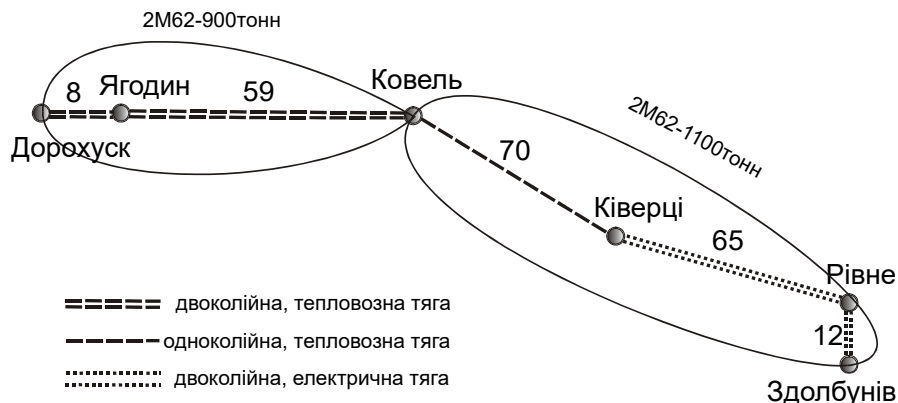 2М62-900тонн
Ковель
8
Ягодин
59
Дорохуск
2М62-1100тонн
70
Ківерці
65
Рівне
12
Здолбунів
двоколійна, тепловозна тяга
одноколійна, тепловозна тяга
двоколійна, електрична тяга